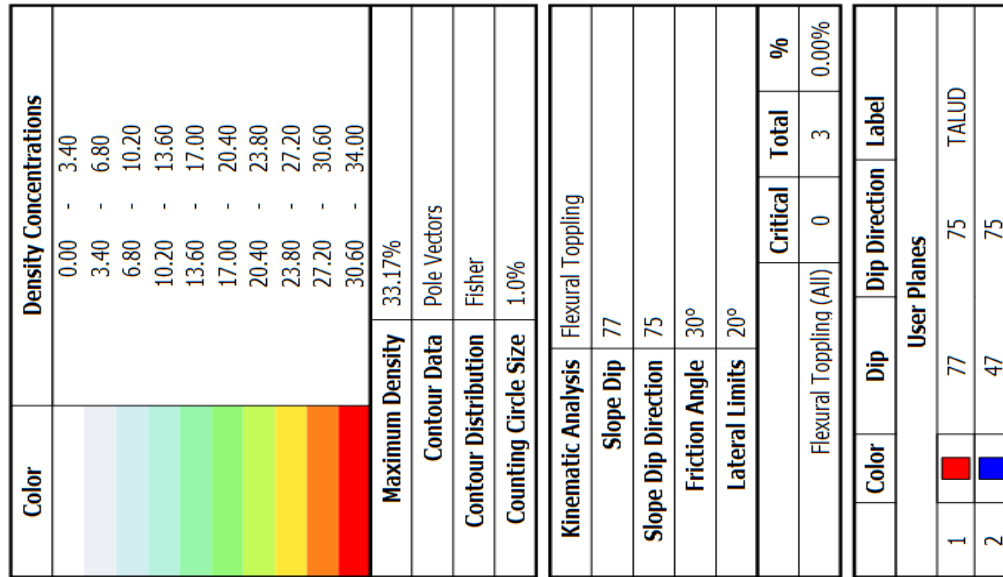 Color Density Concentrations
0.00 - 3.40
3.40 - 6.80
6.80 - 10.20
10.20 - 13.60
13.60 - 17.00
17.00 - 20.40
20.40 - 23.80
23.80 - 27.20
27.20 - 30.60
30.60 - 34.00
Maximum Density 33.17%
Contour Data Pole Vectors
Contour Distribution Fisher
Counting Circle Size 1.0%
Kinematic Analysis Flexural Toppling
Slope Dip 77
Slope Dip Direction 75
Friction Angle 30º
Lateral Limits 20º
Critical Total %
Flexural Toppling (All) 0 3 0.00%
Color Dip Dip Direction Label
User Planes
1 77 75 TALUD
2 47 75